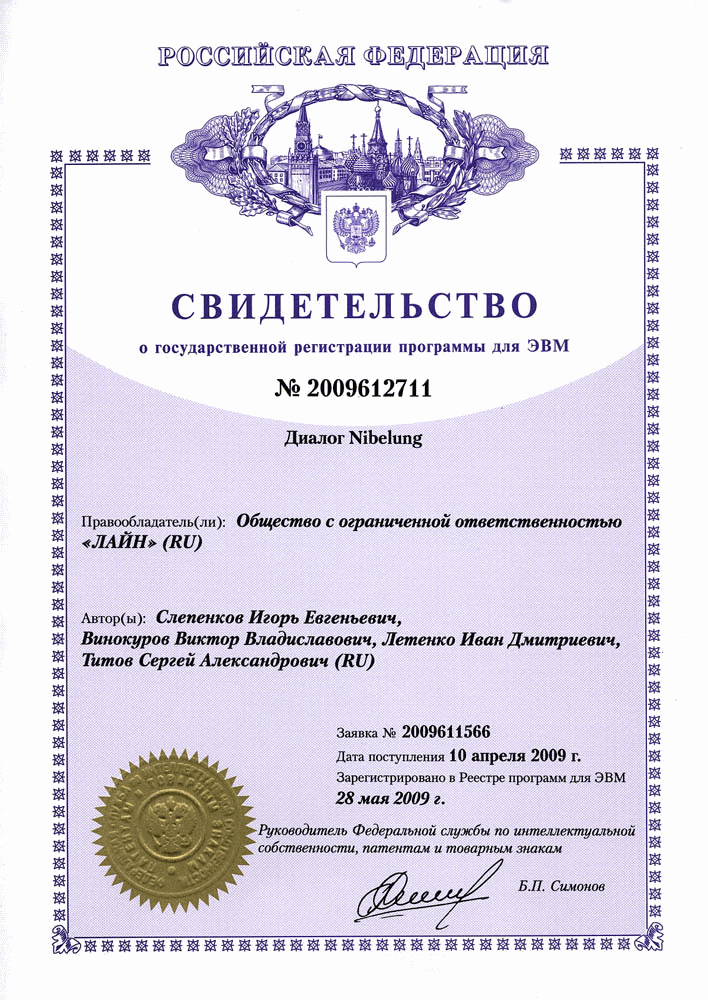 РОССИЙСКАЯ ФЕДЕРАЦИЯ
СВИДЕТЕЛЬСТВО
о государственной регистрации программы для ЭВМ
№ 2009612711
Диалог Nibelung
Правообладатель(ли): Общество с ограниченной ответственностью
«ЛАЙН» (RU)
Автор(ы): Слепенков Игорь Евгеньевич,
Винокуров Виктор Владиславович, Летенко Иван Дмитриевич,
Титов Сергей Александрович (RU)
Заявка № 2009611566
Дата поступления 10 апреля 2009 г.
Зарегистрировано в Реестре программ для ЭВМ
28 мая 2009 г.
Руководитель Федеральной службы по интеллектуальной
собственности, патентам и товарным знакам
Б.П. Симонов